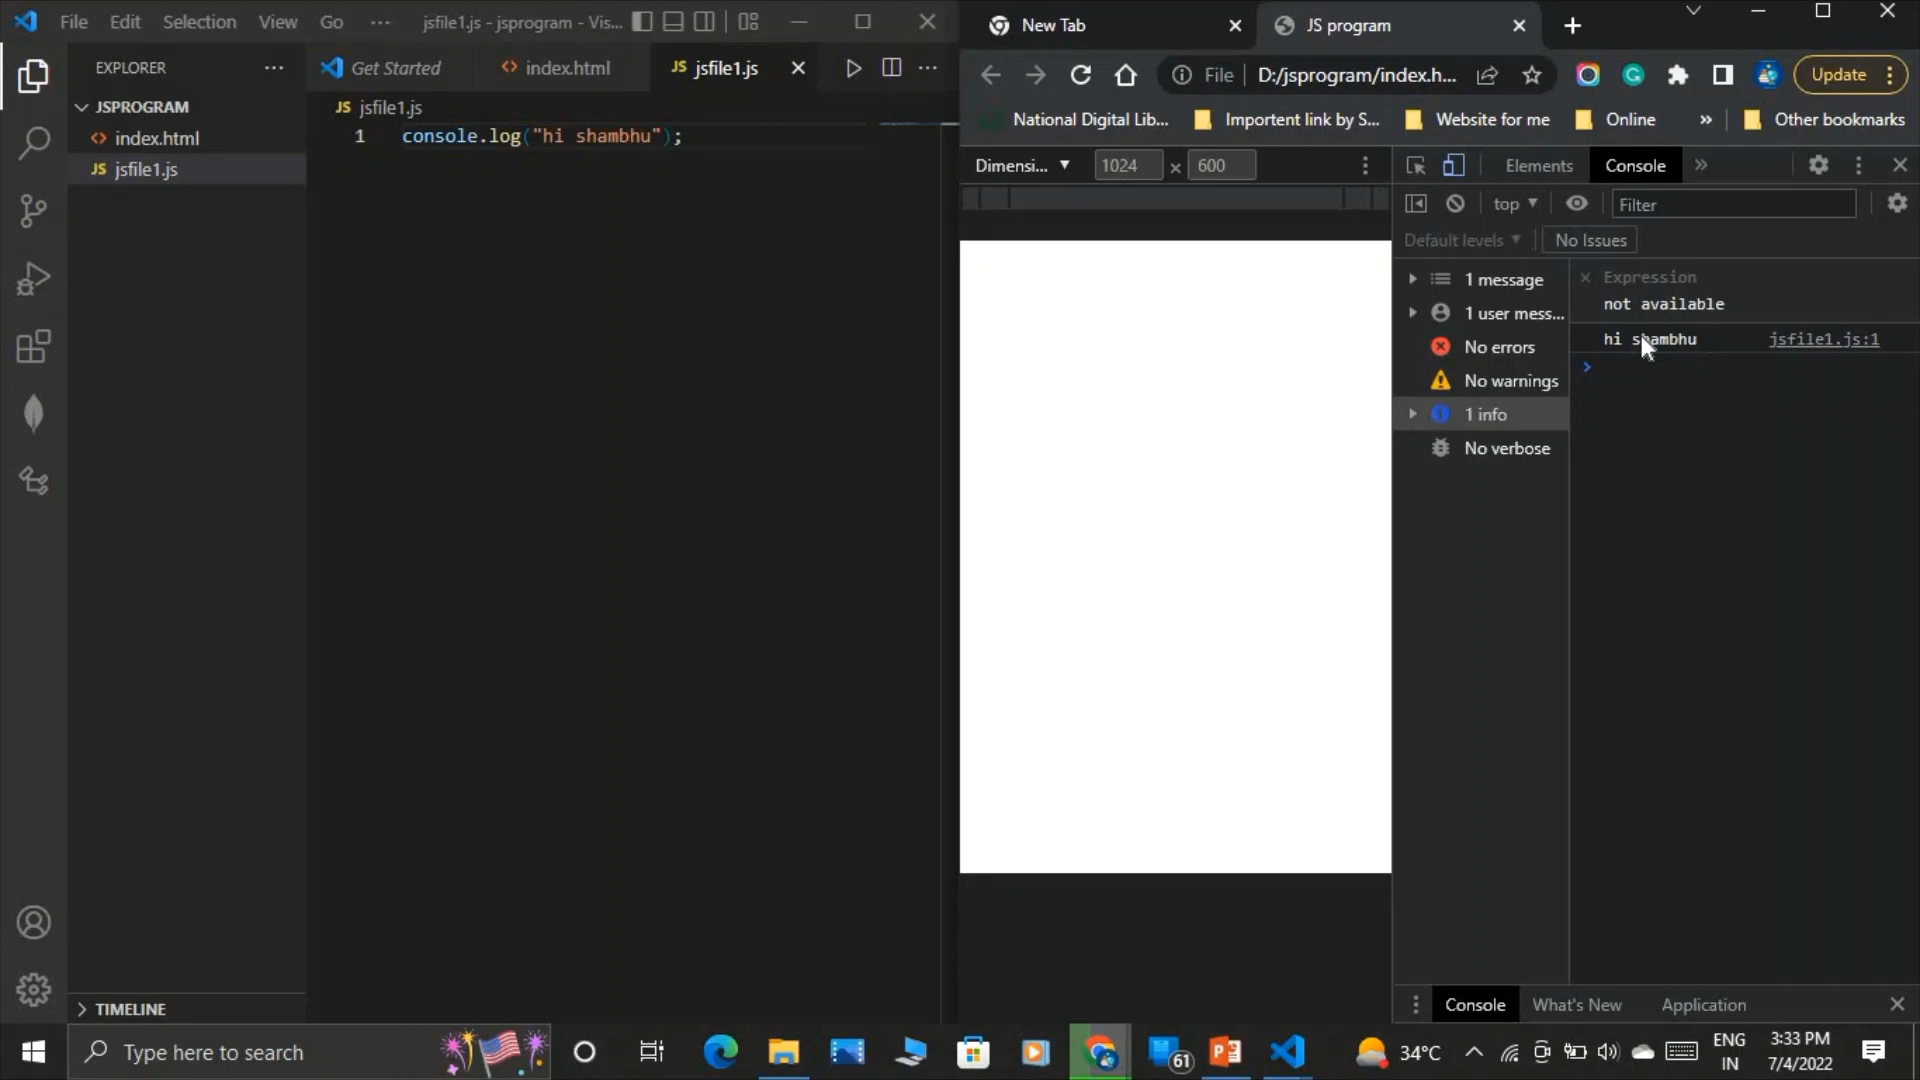 File Edit Selection View Go ··· jsfile1.js - jsprogram - Vis...
EXPLORER ···
JSPROGRAM
<> index.html
JS jsfile1.js
TIMELINE
Get Started <> index.html JS jsfile1.js
JS jsfile1.js
1 console.log("hi shambhu");
New Tab JS program
File D:/jsprogram/index.h... Update
National Digital Lib... Importent link by S... Website for me Online » Other bookmarks
Dimensi... 1024 × 600
Elements Console »
top Filter
Default levels No Issues
1 message
1 user mess...
No errors
No warnings
1 info
No verbose
Expression
not available
hi shambhu jsfile1.js:1
Console What's New Application
Type here to search
61
34°C
ENG
IN
3:33 PM
7/4/2022